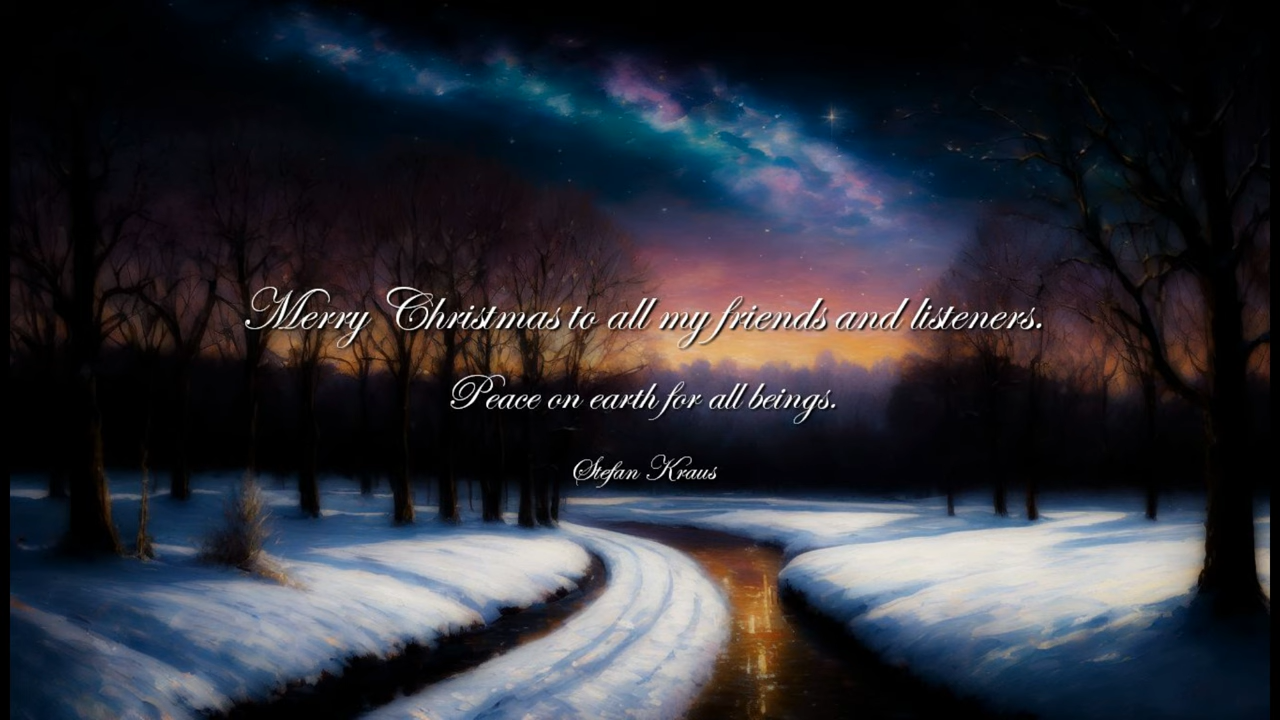 Merry Christmas to all my friends and listeners.
Peace on earth for all beings.
Stefan Kraus